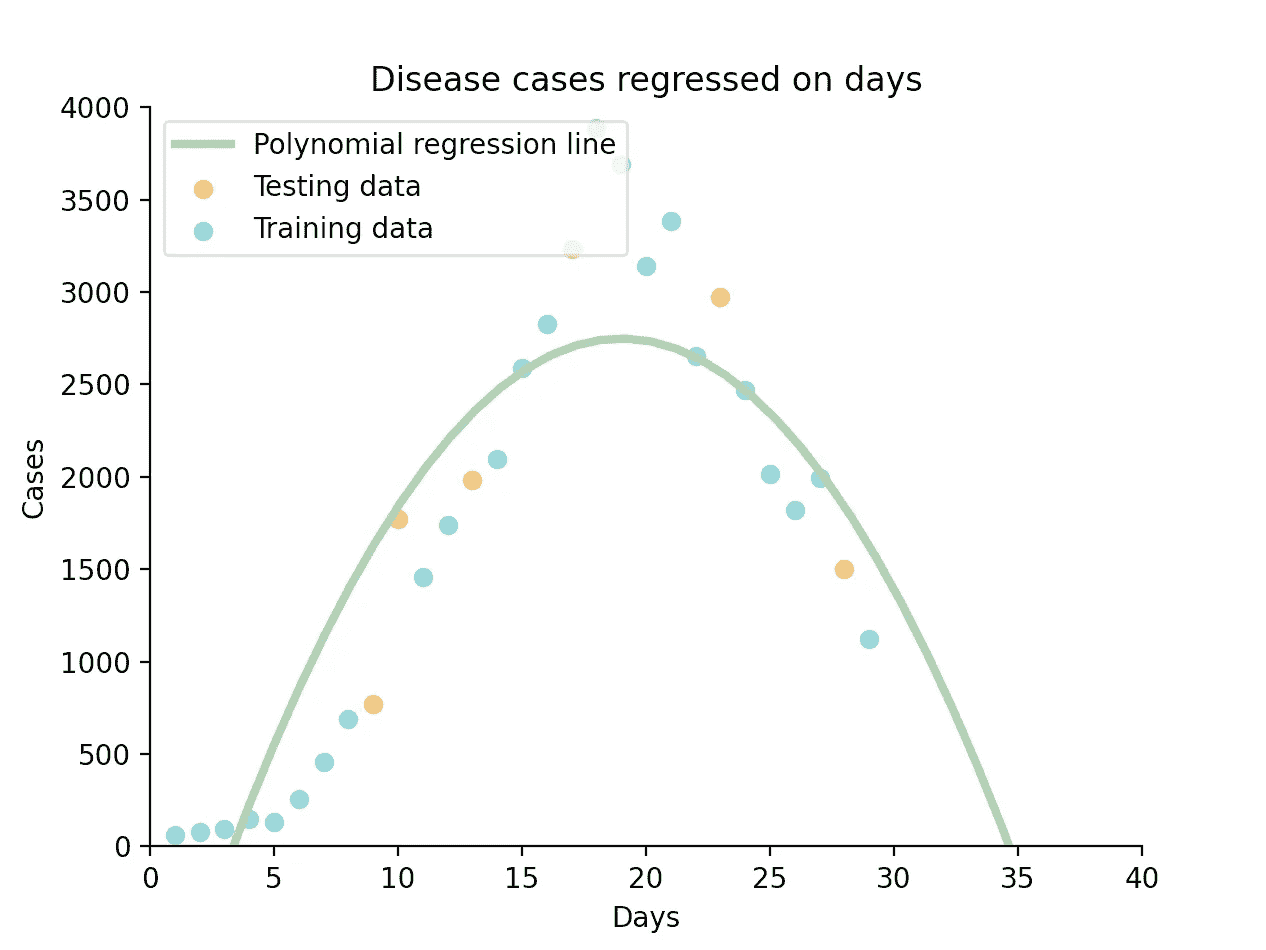 Disease cases regressed on days
4000
Polynomial regression line
Testing data
3500
Training data
3000
2500
Cases
2000
1500
1000
500
0
0 5 10 15 20 25 30 35 40
Days